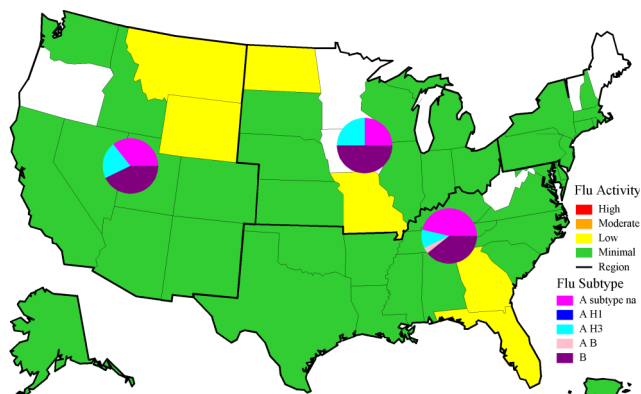 Flu Activity
High
Moderate
Low
Minimal
Region
Flu Subtype
A subtype na
A H1
A H3
A B
B